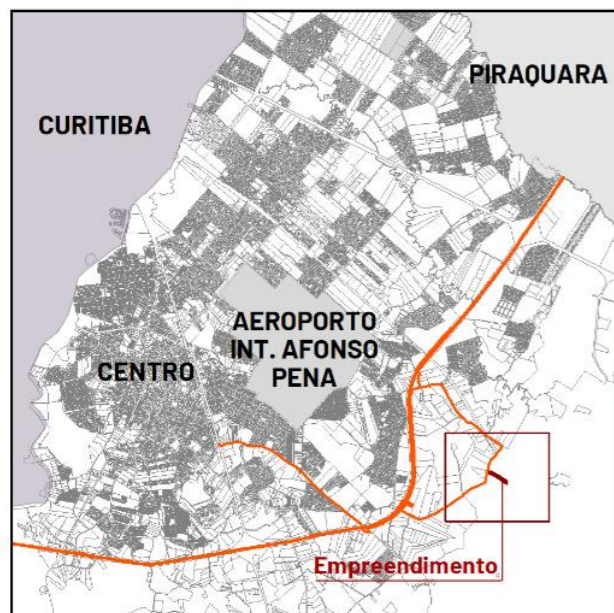 PIRAQUARA
CURITIBA
AEROPORTO
INT. AFONSO
PENA
CENTRO
Empreendimento